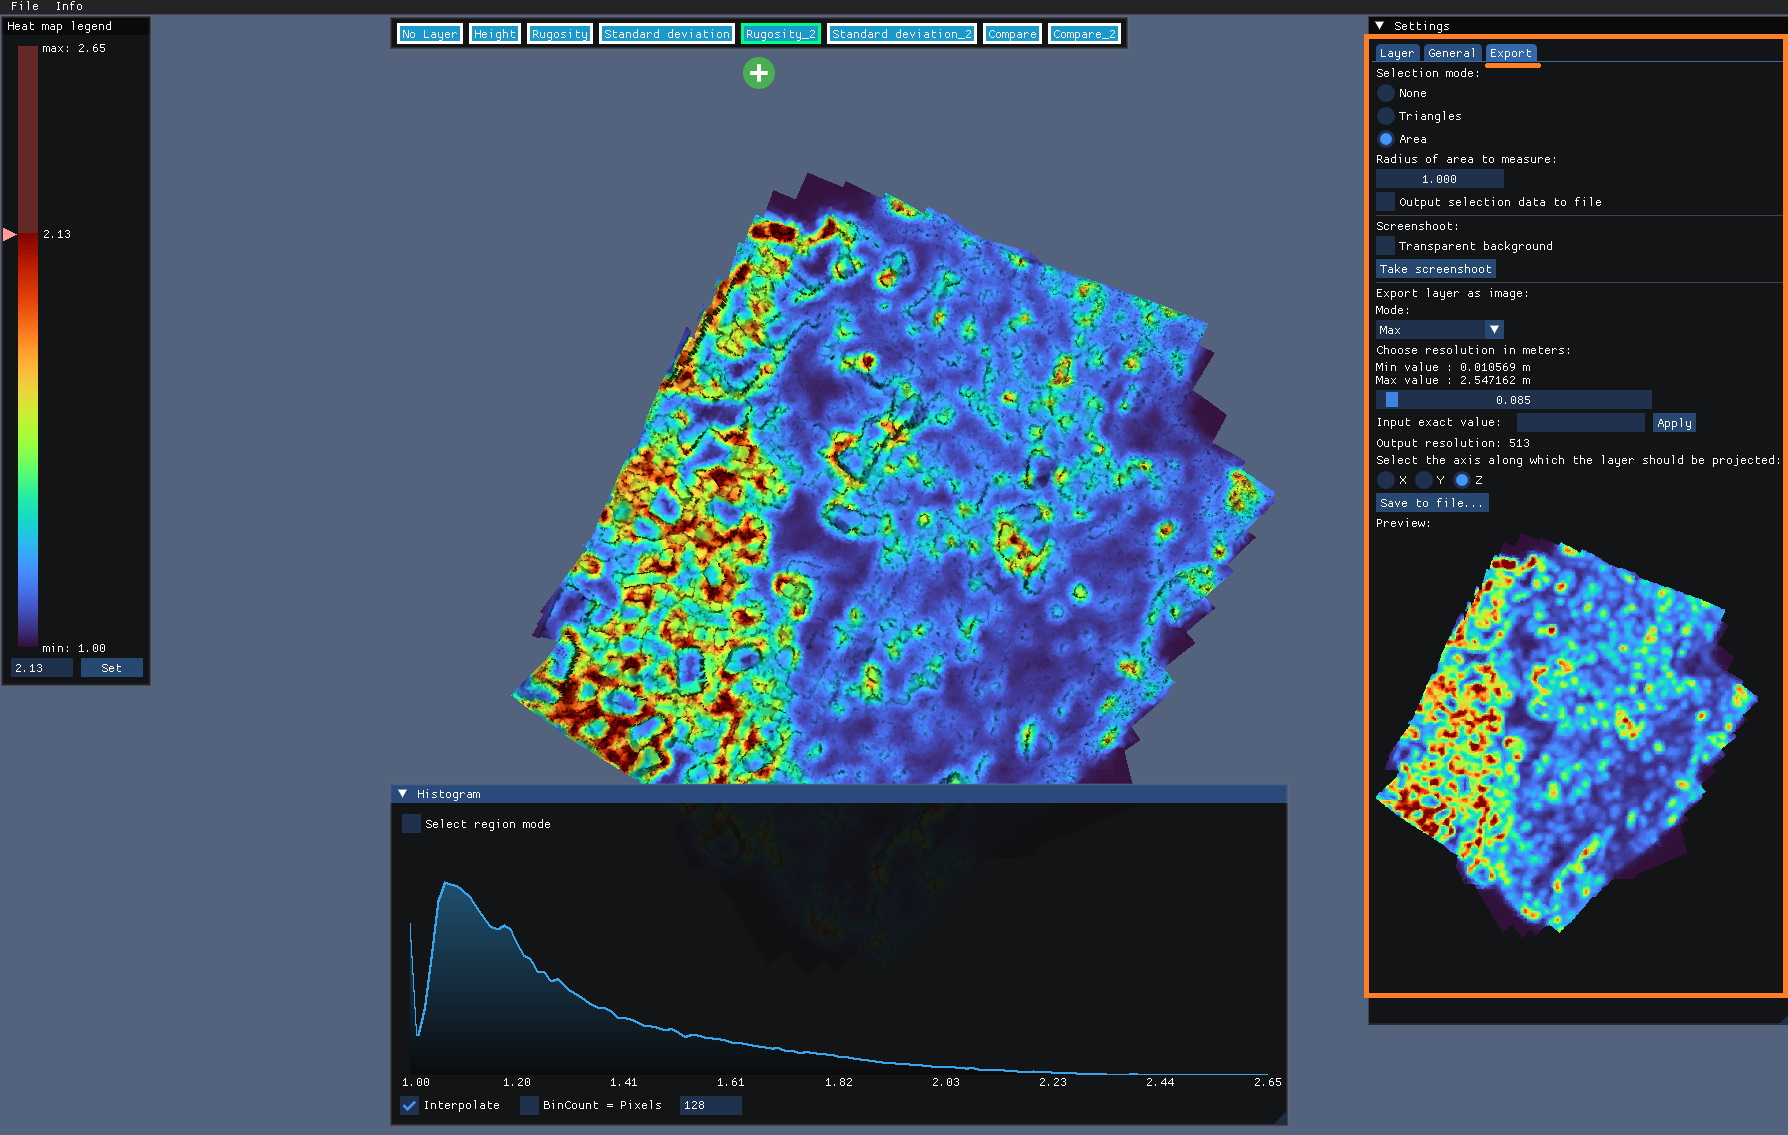 File Info
Heat map legend
max: 2.65
2.13
min: 1.00
2.13 Set
No Layer Height Rugosity Standard deviation Rugosity_2 Standard deviation_2 Compare Compare_2
Settings
Layer General Export
Selection mode:
None
Triangles
Area
Radius of area to measure:
1.000
Output selection data to file
Screenshoot:
Transparent background
Take screenshoot
Export layer as image:
Mode:
Max
Choose resolution in meters:
Min value : 0.010569 m
Max value : 2.547162 m
0.085
Input exact value: Apply
Output resolution: 513
Select the axis along which the layer should be projected:
X Y Z
Save to file...
Preview:
Histogram
Select region mode
1.00 1.20 1.41 1.61 1.82 2.03 2.23 2.44 2.65
Interpolate BinCount = Pixels 128